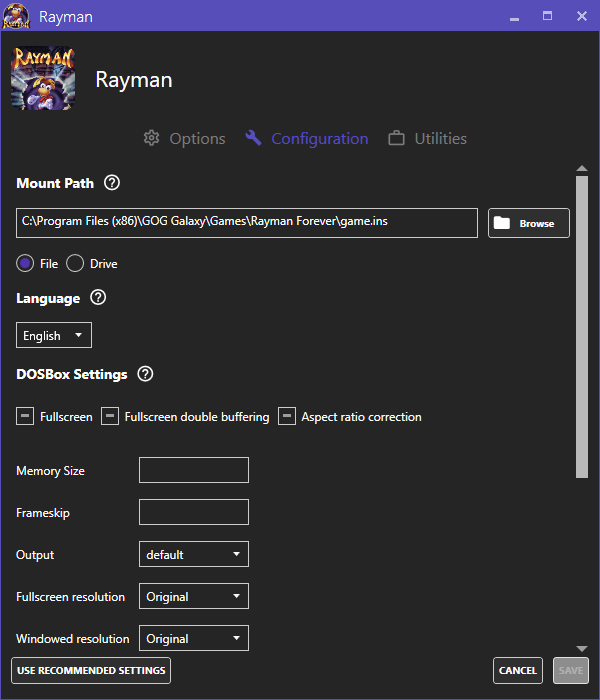 Rayman
RAYMAN
Rayman
Options Configuration Utilities
Mount Path
C:\Program Files (x86)\GOG Galaxy\Games\Rayman Forever\game.ins
Browse
File Drive
Language
English
DOSBox Settings
Fullscreen Fullscreen double buffering Aspect ratio correction
Memory Size
Frameskip
Output default
Fullscreen resolution Original
Windowed resolution Original
USE RECOMMENDED SETTINGS CANCEL SAVE